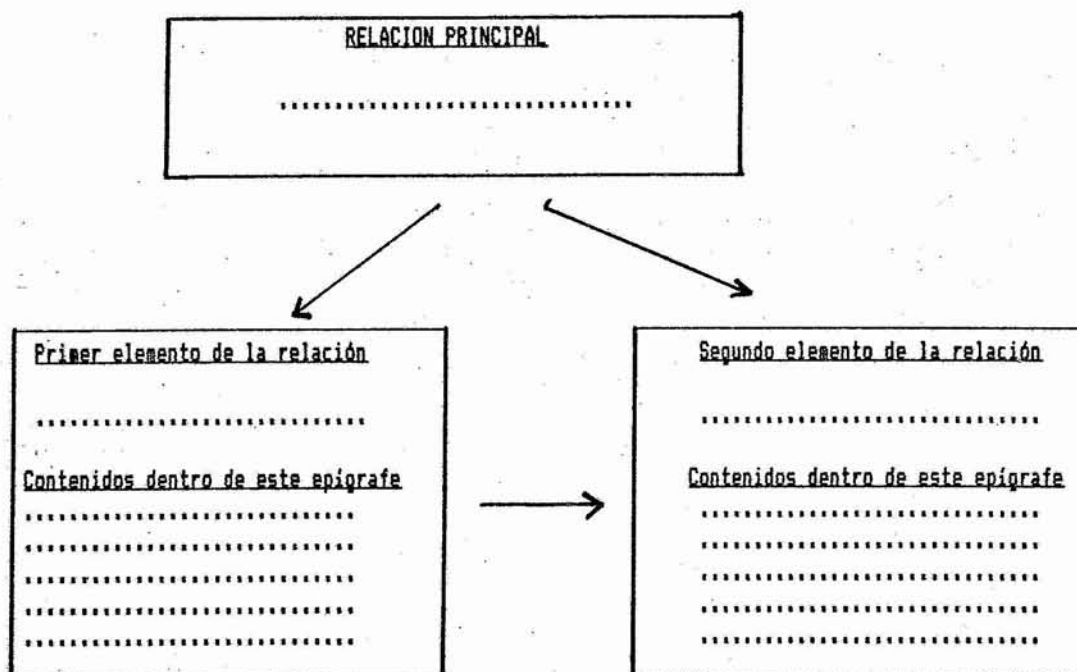 RELACION PRINCIPAL
................................
Primer elemento de la relación
..............................
Contenidos dentro de este epígrafe
..............................
..............................
..............................
..............................
..............................
Segundo elemento de la relación
...............................
Contenidos dentro de este epígrafe
...............................
...............................
...............................
...............................
...............................